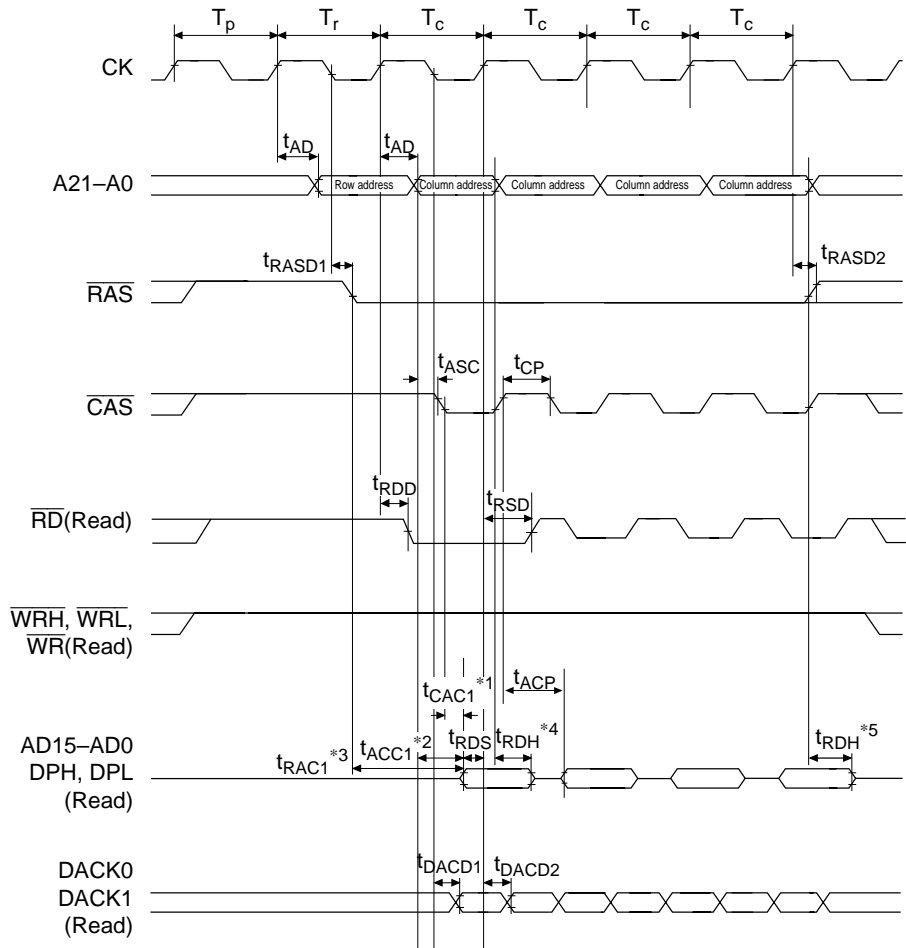 Tp Tr Tc Tc Tc Tc
CK
tAD tAD
A21–A0 Row address Column address Column address Column address Column address
tRASD1 tRASD2
RAS
tASC tCP
CAS
tRDD tRSD
RD(Read)
WRH, WRL,
WR(Read)
tCAC1*1 tACP
AD15–AD0
DPH, DPL
(Read)
tRAC1*3 tACC1*2 tRDS tRDH*4 tRDH*5
DACK0
DACK1
(Read)
tDACD1 tDACD2